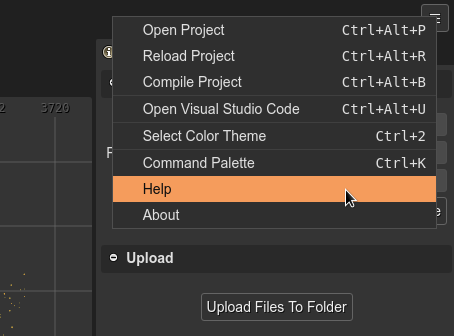 Open Project Ctrl+Alt+P
Reload Project Ctrl+Alt+R
Compile Project Ctrl+Alt+B
3720
Open Visual Studio Code Ctrl+Alt+U
Select Color Theme Ctrl+2
Command Palette Ctrl+K
Help
About
Upload
Upload Files To Folder